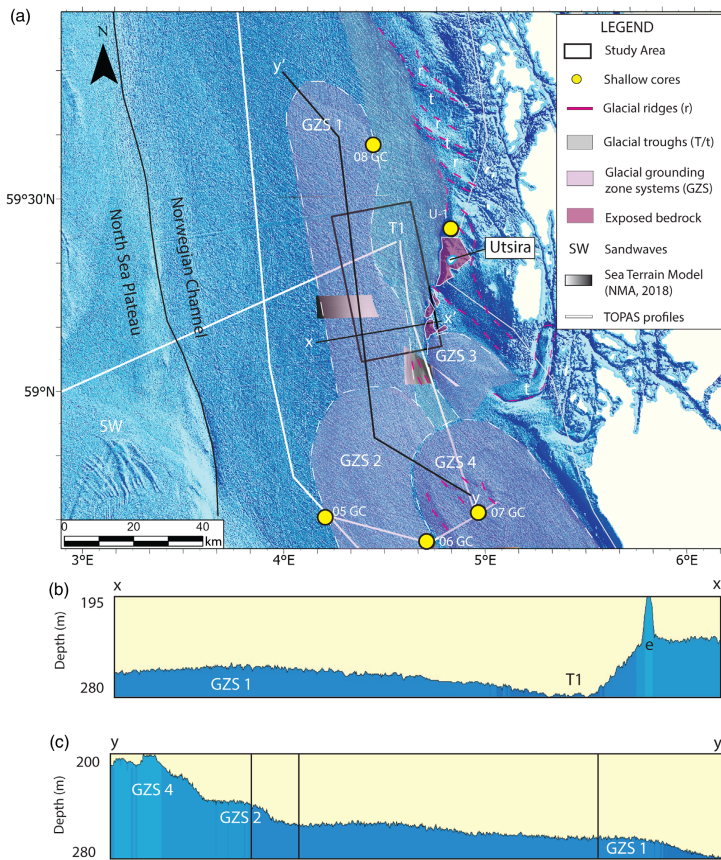 (a)
N
y'
GZS 1
08 GC
r
t
r
t
r
t
r
U-1
Utsira
T1
59°30'N
North Sea Plateau
Norwegian Channel
x
x'
GZS 3
59°N
t
SW
GZS 2
GZS 4
y
05 GC
07 GC
06 GC
0 20 40
0 20 40
km
3°E 4°E 5°E 6°E
LEGEND
Study Area
Shallow cores
Glacial ridges (r)
Glacial troughs (T/t)
Glacial grounding
zone systems (GZS)
Exposed bedrock
SW Sandwaves
Sea Terrain Model
(NMA, 2018)
TOPAS profiles
(b)
x x'
195
Depth (m)
280
GZS 1
T1
e
(c)
y y'
200
Depth (m)
280
GZS 4
GZS 2
GZS 1